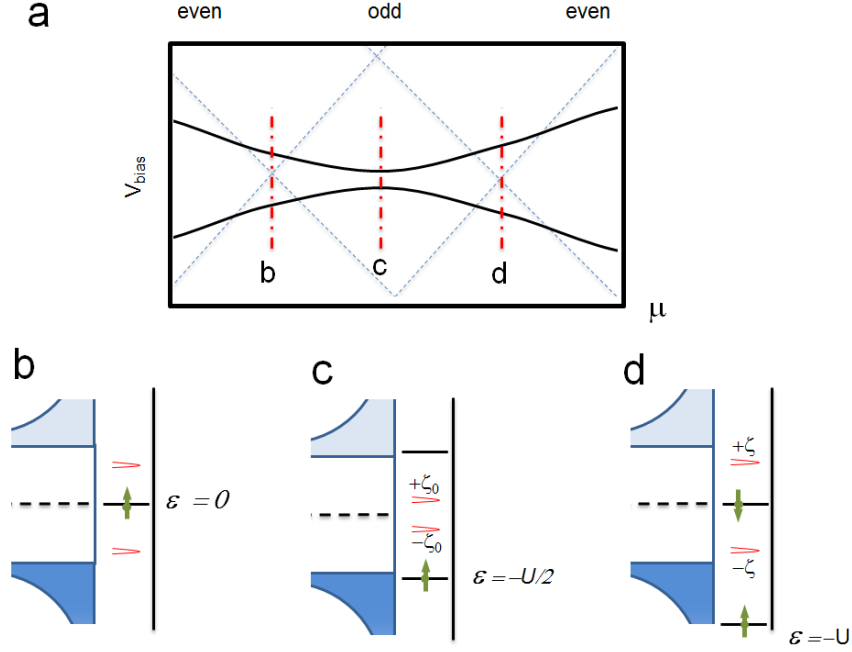 a
even odd even
V_bias
b c d
μ
b
ε = 0
c
+ζ₀
−ζ₀
ε = −U/2
d
+ζ
−ζ
ε = −U